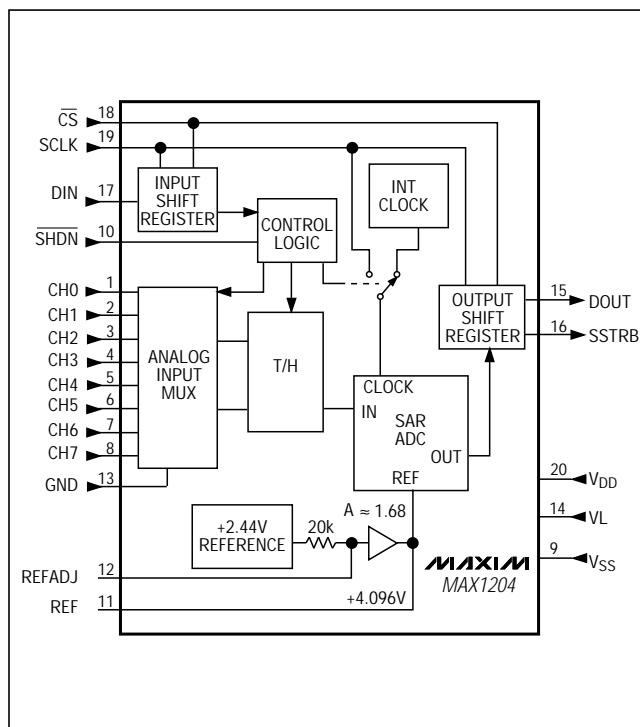 CS 18
SCLK 19
DIN 17
SHDN 10
CH0 1
CH1 2
CH2 3
CH3 4
CH4 5
CH5 6
CH6 7
CH7 8
GND 13
REFADJ 12
REF 11
INPUT
SHIFT
REGISTER
CONTROL
LOGIC
INT
CLOCK
ANALOG
INPUT
MUX
T/H
CLOCK
IN
SAR
ADC
OUT
REF
OUTPUT
SHIFT
REGISTER
15 DOUT
16 SSTRB
20 VDD
14 VL
9 VSS
+2.44V
REFERENCE
20k
A ≈ 1.68
+4.096V
MAXIM
MAX1204